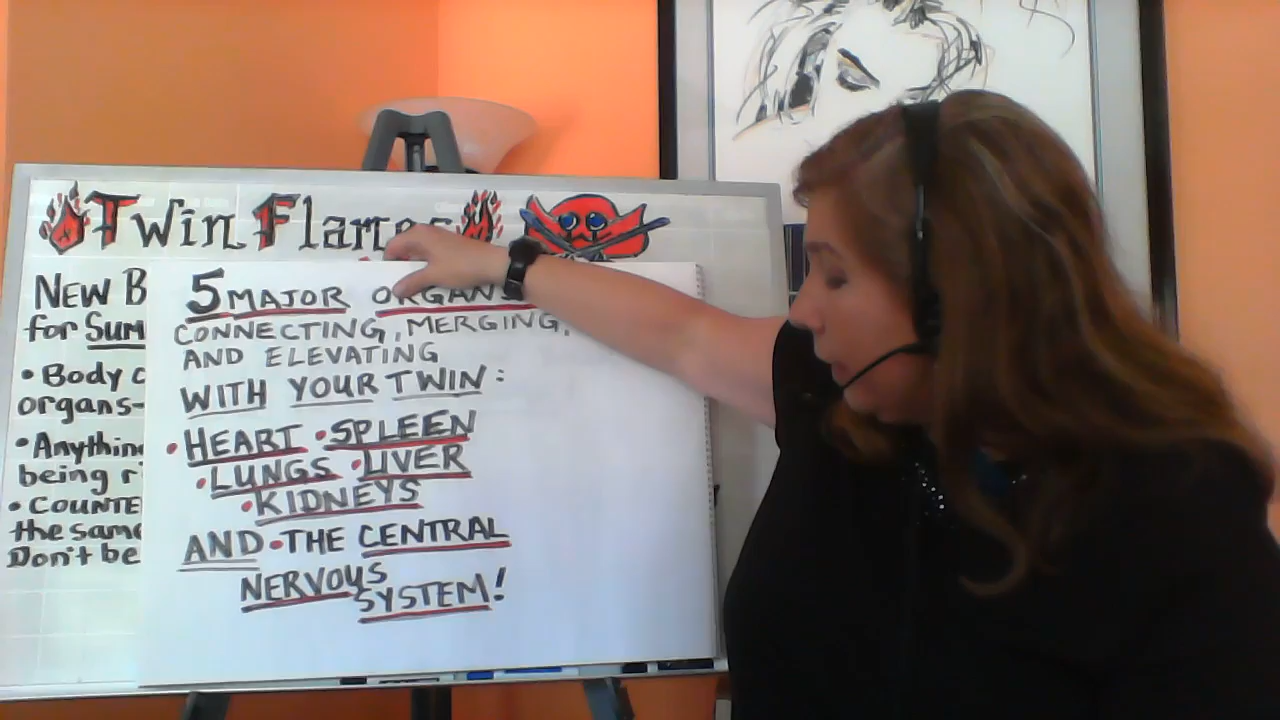 Twin Flames
NEW B
for SUM
• Body c
organs-
• Anythin
being r
• COUNTE
the same
Don't be
5 MAJOR ORGANS
CONNECTING, MERGING,
AND ELEVATING
WITH YOUR TWIN:
• HEART • SPLEEN
• LUNGS • LIVER
• KIDNEYS
AND • THE CENTRAL
NERVOUS
SYSTEM!